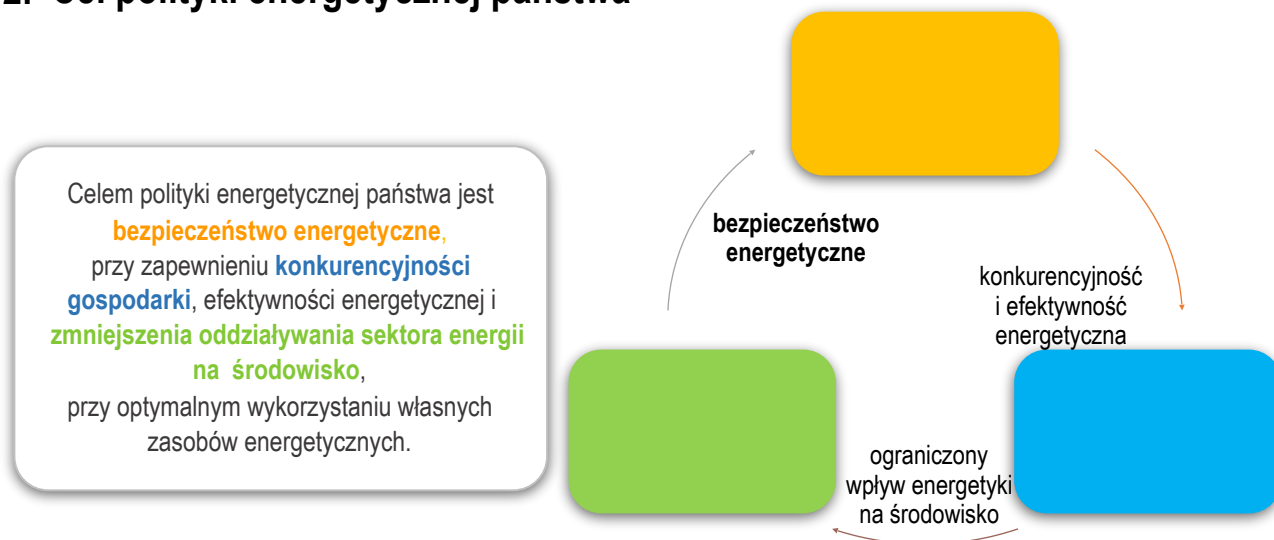 2. Cel polityki energetycznej państwa
Celem polityki energetycznej państwa jest
bezpieczeństwo energetyczne,
przy zapewnieniu konkurencyjności
gospodarki, efektywności energetycznej i
zmniejszenia oddziaływania sektora energii
na środowisko,
przy optymalnym wykorzystaniu własnych
zasobów energetycznych.
bezpieczeństwo
energetyczne
konkurencyjność
i efektywność
energetyczna
ograniczony
wpływ energetyki
na środowisko